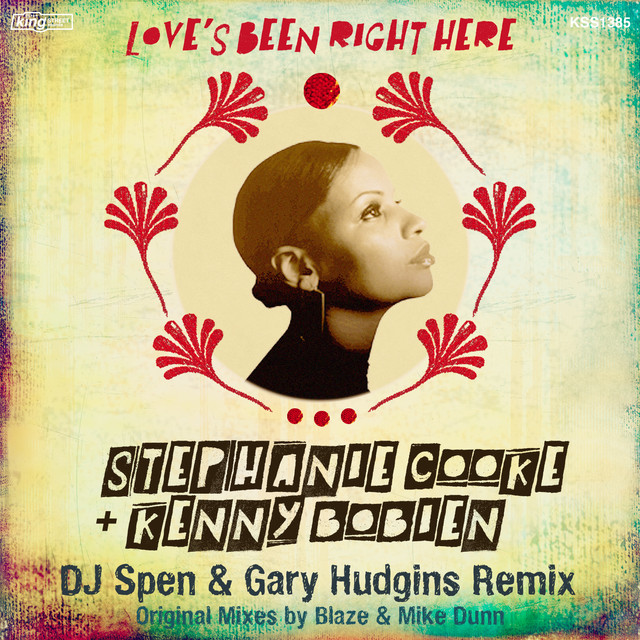 king STREET
KSS1385
LOVE'S BEEN RIGHT HERE
STEPHANIE COOKE
+ KENNY BOBIEN
DJ Spen & Gary Hudgins Remix
Original Mixes by Blaze & Mike Dunn